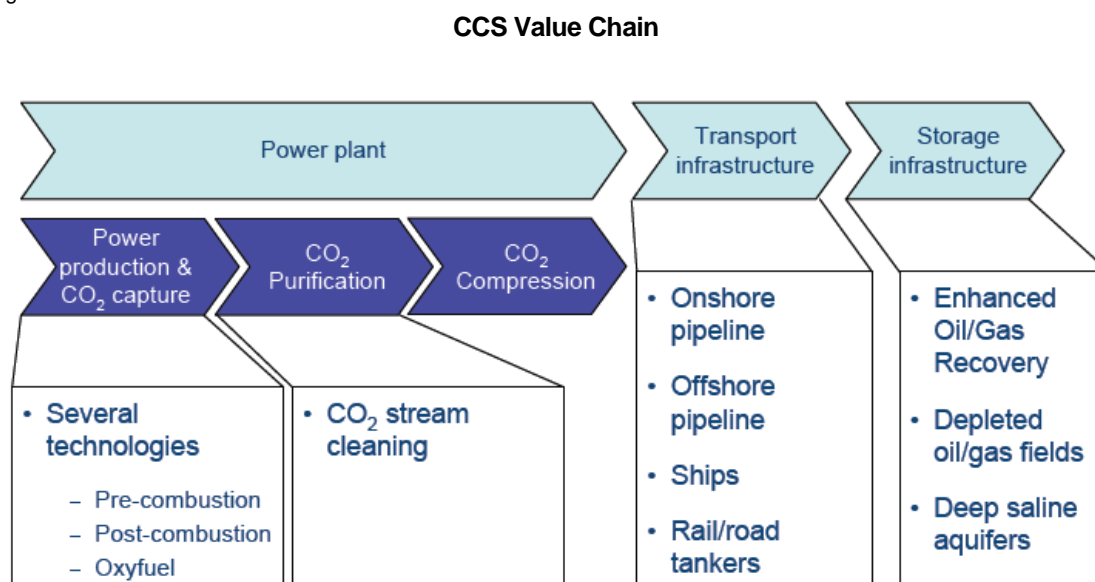 CCS Value Chain
Power plant
Transport
infrastructure
Storage
infrastructure
Power
production &
CO₂ capture
CO₂
Purification
CO₂
Compression
• Several
technologies
– Pre-combustion
– Post-combustion
– Oxyfuel
• CO₂ stream
cleaning
• Onshore
pipeline
• Offshore
pipeline
• Ships
• Rail/road
tankers
• Enhanced
Oil/Gas
Recovery
• Depleted
oil/gas fields
• Deep saline
aquifers